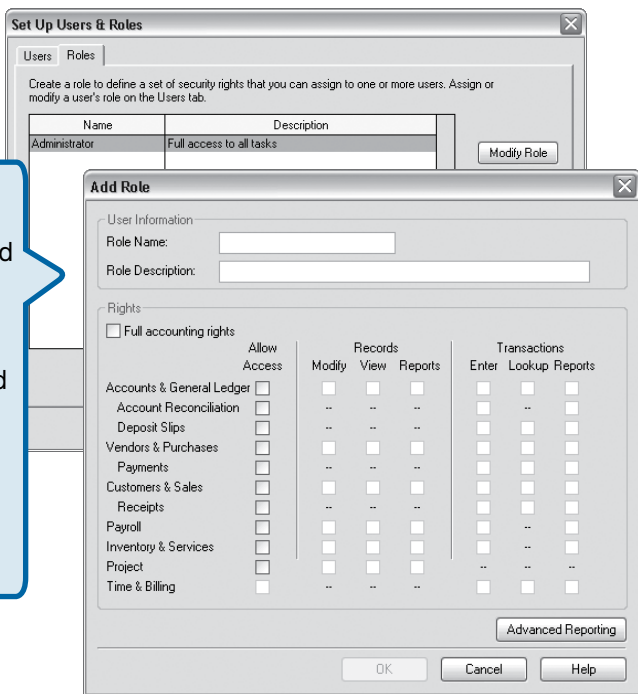 Set Up Users & Roles
Users Roles
Create a role to define a set of security rights that you can assign to one or more users. Assign or
modify a user's role on the Users tab.
Name Description
Administrator Full access to all tasks
Modify Role
Add Role
User Information
Role Name:
Role Description:
Rights
Full accounting rights
Allow Records Transactions
Access Modify View Reports Enter Lookup Reports
Accounts & General Ledger
Account Reconciliation -- -- -- --
Deposit Slips -- -- --
Vendors & Purchases
Payments -- -- --
Customers & Sales
Receipts -- -- --
Payroll --
Inventory & Services --
Project -- -- --
Time & Billing -- -- --
Advanced Reporting
OK Cancel Help